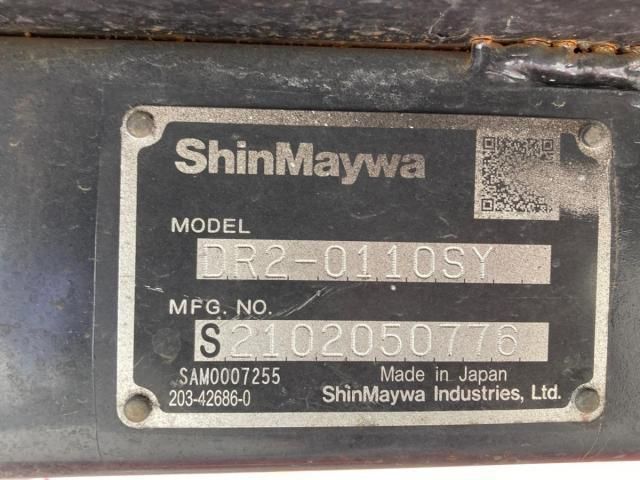 ShinMaywa
MODEL
DR2-0110SY
MFG. NO.
S2102050776
SAM0007255
Made in Japan
203-42686-0
ShinMaywa Industries, Ltd.